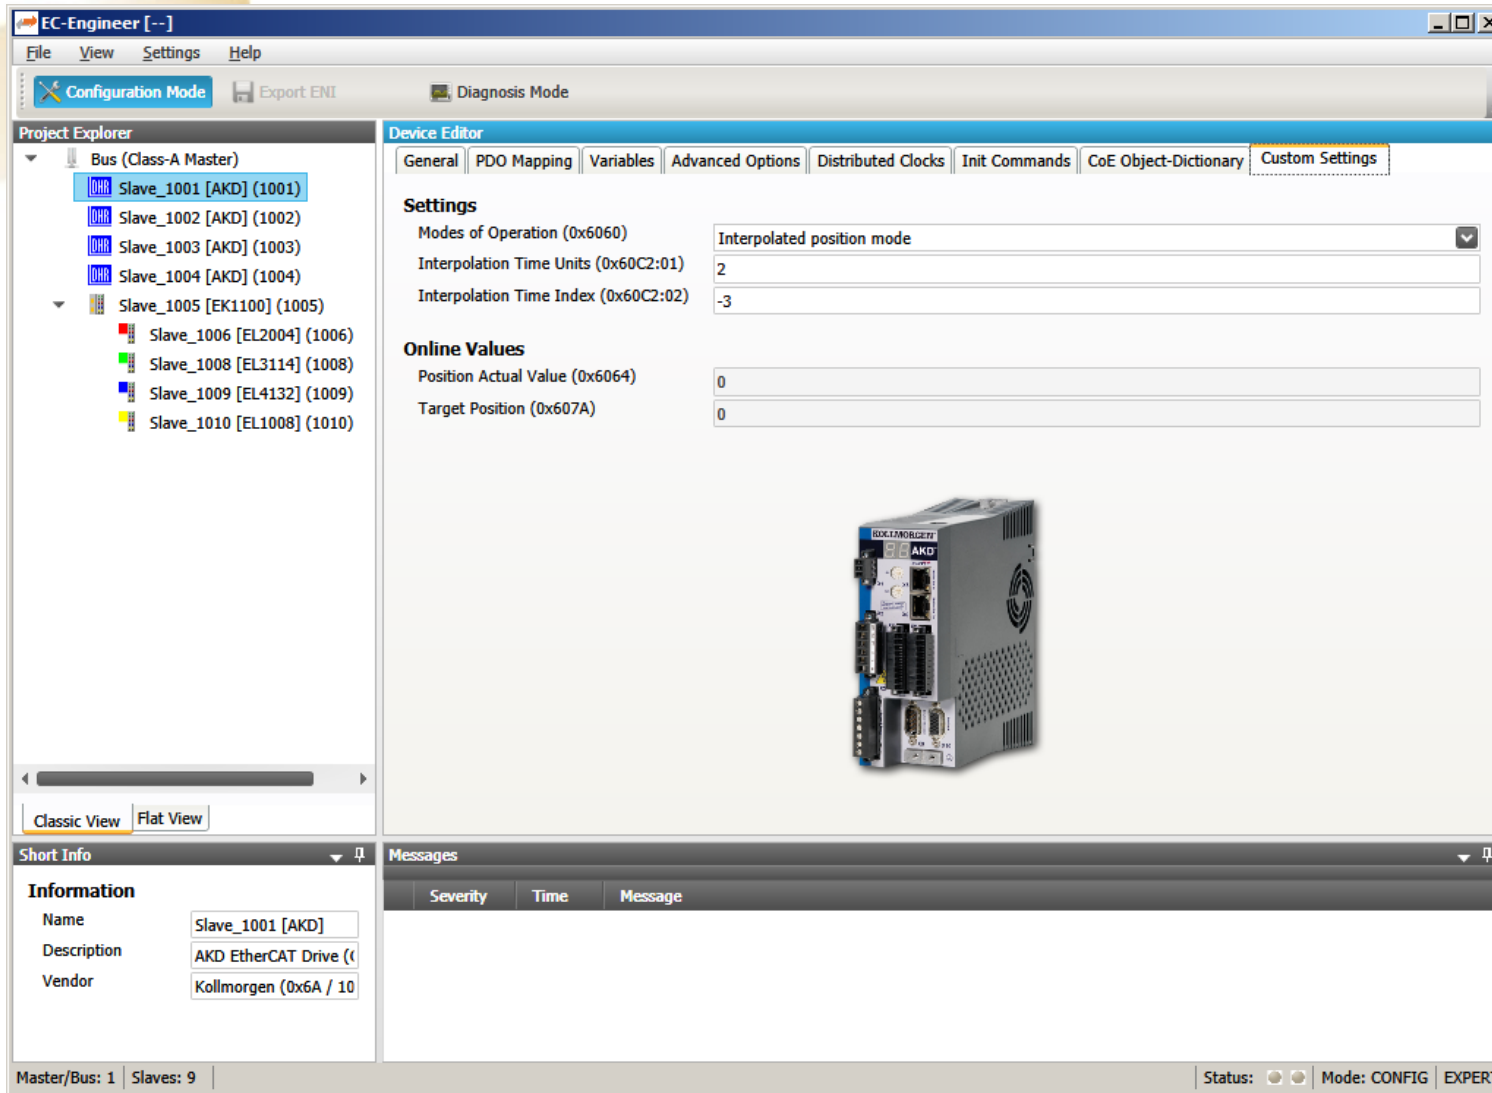 EC-Engineer [--]
File View Settings Help
Configuration Mode Export ENI Diagnosis Mode
Project Explorer
Bus (Class-A Master)
Slave_1001 [AKD] (1001)
Slave_1002 [AKD] (1002)
Slave_1003 [AKD] (1003)
Slave_1004 [AKD] (1004)
Slave_1005 [EK1100] (1005)
Slave_1006 [EL2004] (1006)
Slave_1008 [EL3114] (1008)
Slave_1009 [EL4132] (1009)
Slave_1010 [EL1008] (1010)
Classic View Flat View
Device Editor
General PDO Mapping Variables Advanced Options Distributed Clocks Init Commands CoE Object-Dictionary Custom Settings
Settings
Modes of Operation (0x6060) Interpolated position mode
Interpolation Time Units (0x60C2:01) 2
Interpolation Time Index (0x60C2:02) -3
Online Values
Position Actual Value (0x6064) 0
Target Position (0x607A) 0
KOLLMORGEN
AKD
Short Info
Information
Name Slave_1001 [AKD]
Description AKD EtherCAT Drive (
Vendor Kollmorgen (0x6A / 10
Messages
Severity Time Message
Master/Bus: 1 Slaves: 9 Status: Mode: CONFIG EXPERT